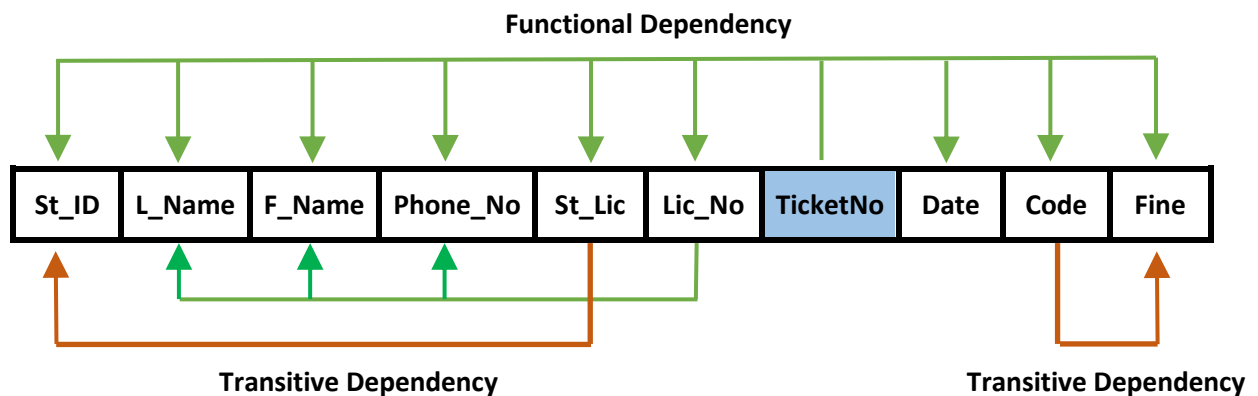 Functional Dependency
St_ID L_Name F_Name Phone_No St_Lic Lic_No TicketNo Date Code Fine
Transitive Dependency Transitive Dependency